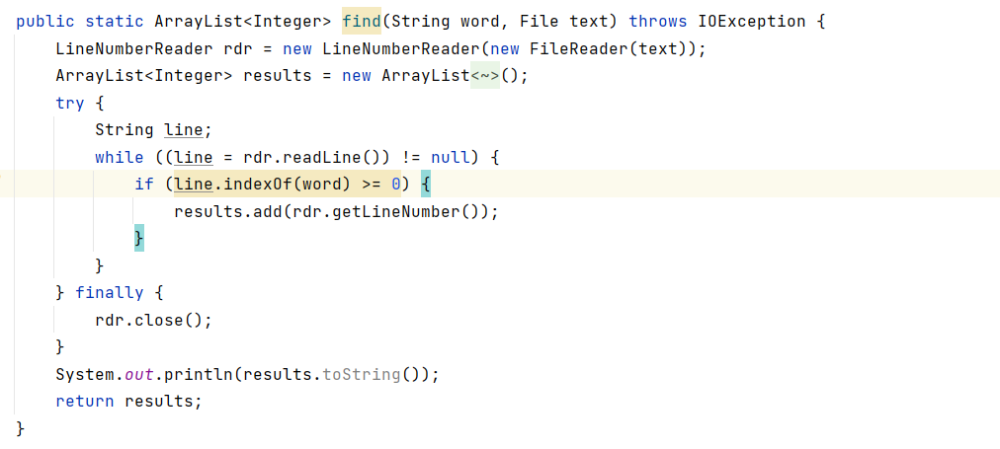 public static ArrayList<Integer> find(String word, File text) throws IOException {
    LineNumberReader rdr = new LineNumberReader(new FileReader(text));
    ArrayList<Integer> results = new ArrayList<~>();
    try {
        String line;
        while ((line = rdr.readLine()) != null) {
            if (line.indexOf(word) >= 0) {
                results.add(rdr.getLineNumber());
            }
        }
    } finally {
        rdr.close();
    }
    System.out.println(results.toString());
    return results;
}